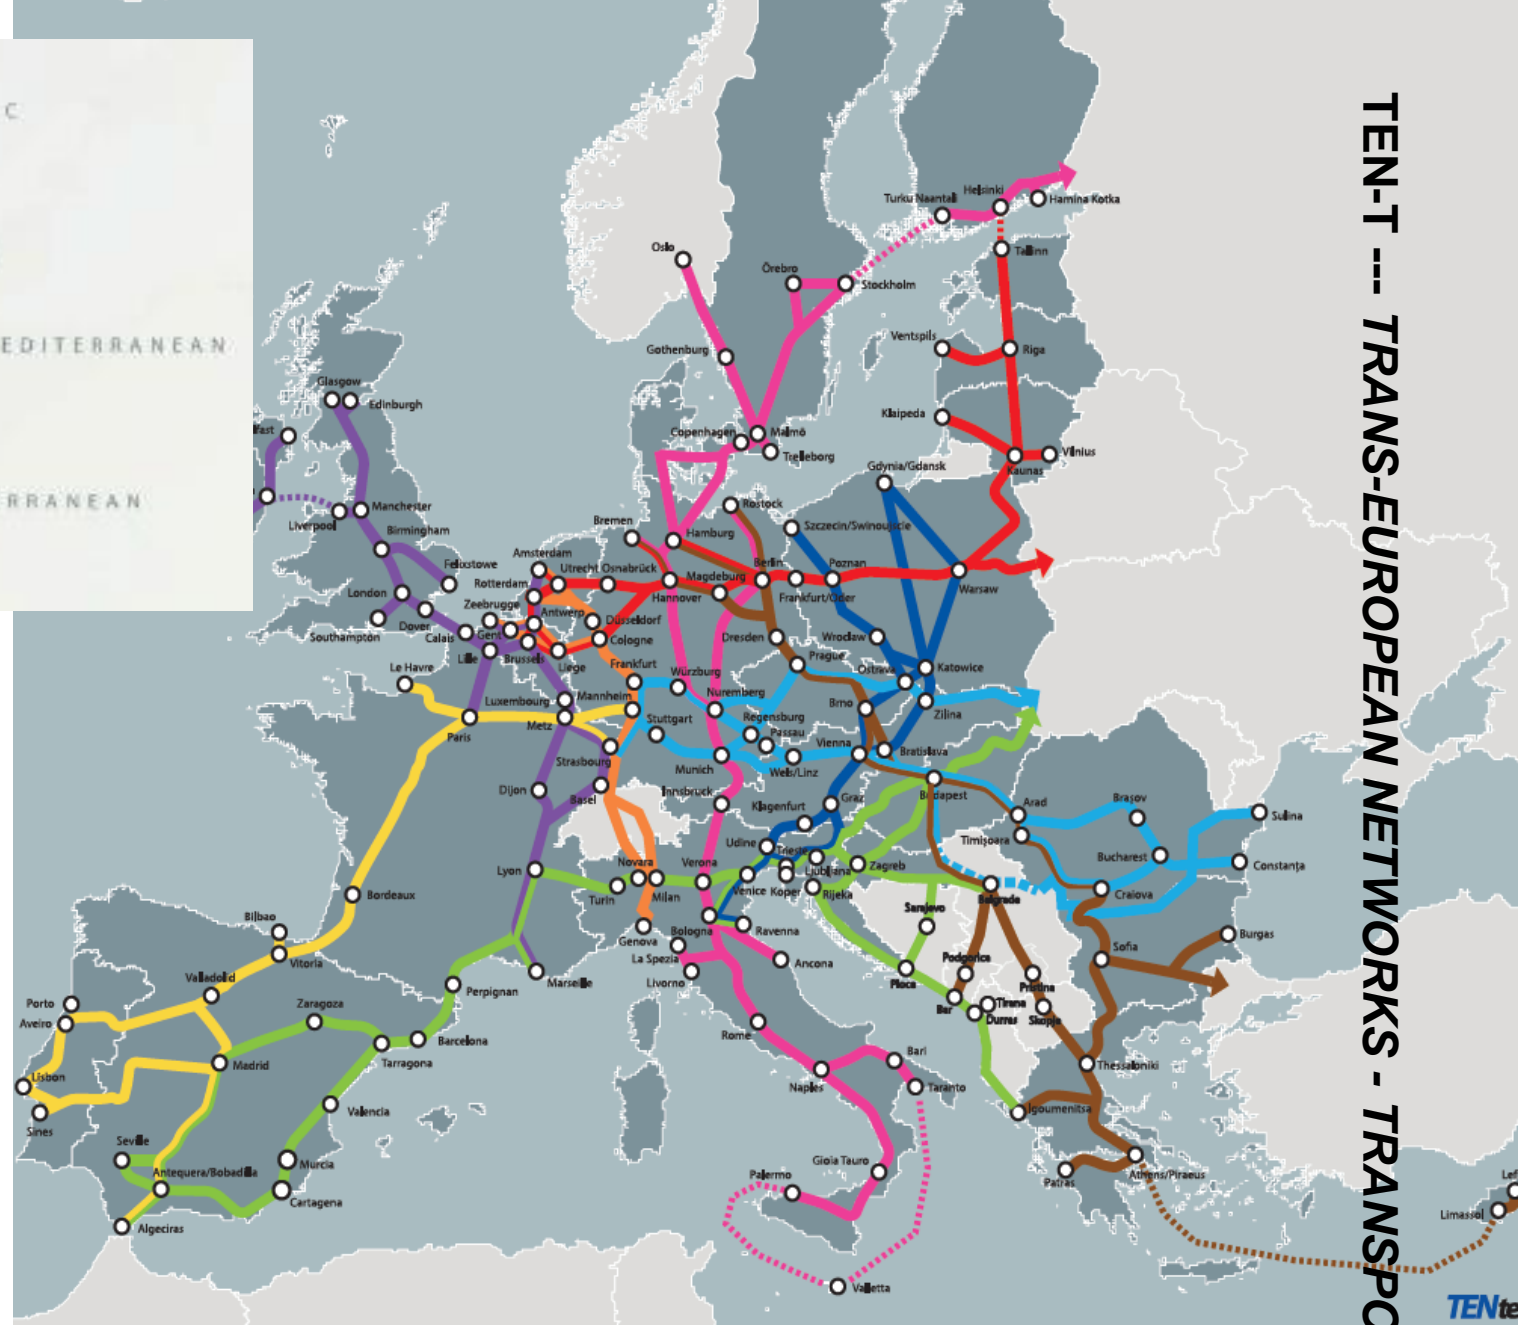 C
EDITERRANEAN
RRANEAN
TEN-T --- TRANS-EUROPEAN NETWORKS - TRANSPO
Helsinki
Turku Naantali
Hamina Kotka
Tallinn
Oslo
Örebro
Stockholm
Ventspils
Riga
Gothenburg
Glasgow
Edinburgh
Klaipeda
fast
Copenhagen
Malmö
Trelleborg
Vilnius
Kaunas
Gdynia/Gdansk
Manchester
Liverpool
Rostock
Bremen
Szczecin/Swinoujscie
Birmingham
Hamburg
Amsterdam
Felixstowe
Utrecht
Osnabrück
Berlin
Poznan
Rotterdam
Magdeburg
Warsaw
London
Hannover
Frankfurt/Oder
Zeebrugge
Antwerp
Düsseldorf
Southampton
Dover
Calais
Gent
Cologne
Dresden
Wroclaw
Lille
Brussels
Liege
Frankfurt
Prague
Ostrava
Katowice
Le Havre
Würzburg
Luxembourg
Mannheim
Nuremberg
Brno
Zilina
Paris
Metz
Stuttgart
Regensburg
Passau
Vienna
Bratislava
Strasbourg
Munich
Wels/Linz
Dijon
Basel
Innsbruck
Klagenfurt
Graz
Budapest
Arad
Braşov
Sulina
Timişoara
Udine
Trieste
Lyon
Novara
Verona
Ljubljana
Zagreb
Bucharest
Constanţa
Turin
Milan
Venice
Koper
Rijeka
Belgrade
Craiova
Bordeaux
Sarajevo
Bilbao
Genova
Bologna
Ravenna
Burgas
Vitoria
La Spezia
Ancona
Podgorica
Sofia
Valladolid
Perpignan
Marseille
Livorno
Ploce
Pristina
Porto
Zaragoza
Bar
Tirana
Durres
Skopje
Aveiro
Barcelona
Rome
Madrid
Tarragona
Bari
Thessaloniki
Lisbon
Naples
Taranto
Valencia
Igoumenitsa
Sines
Seville
Murcia
Gioia Tauro
Antequera/Bobadilla
Palermo
Patras
Athens/Piraeus
Lef
Cartagena
Algeciras
Limassol
Valletta
TENte